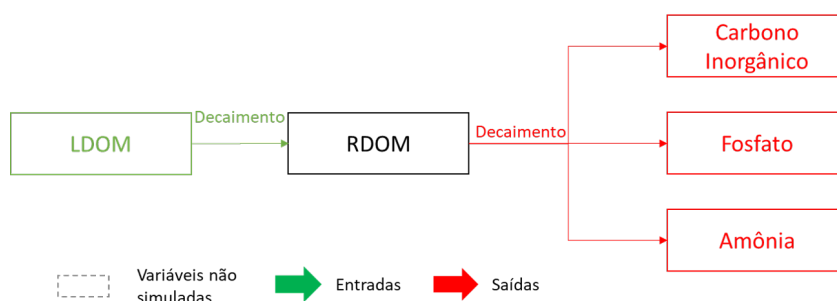 Carbono
Inorgânico
Decaimento
LDOM
RDOM
Decaimento
Fosfato
Amônia
Variáveis não
simuladas
Entradas
Saídas